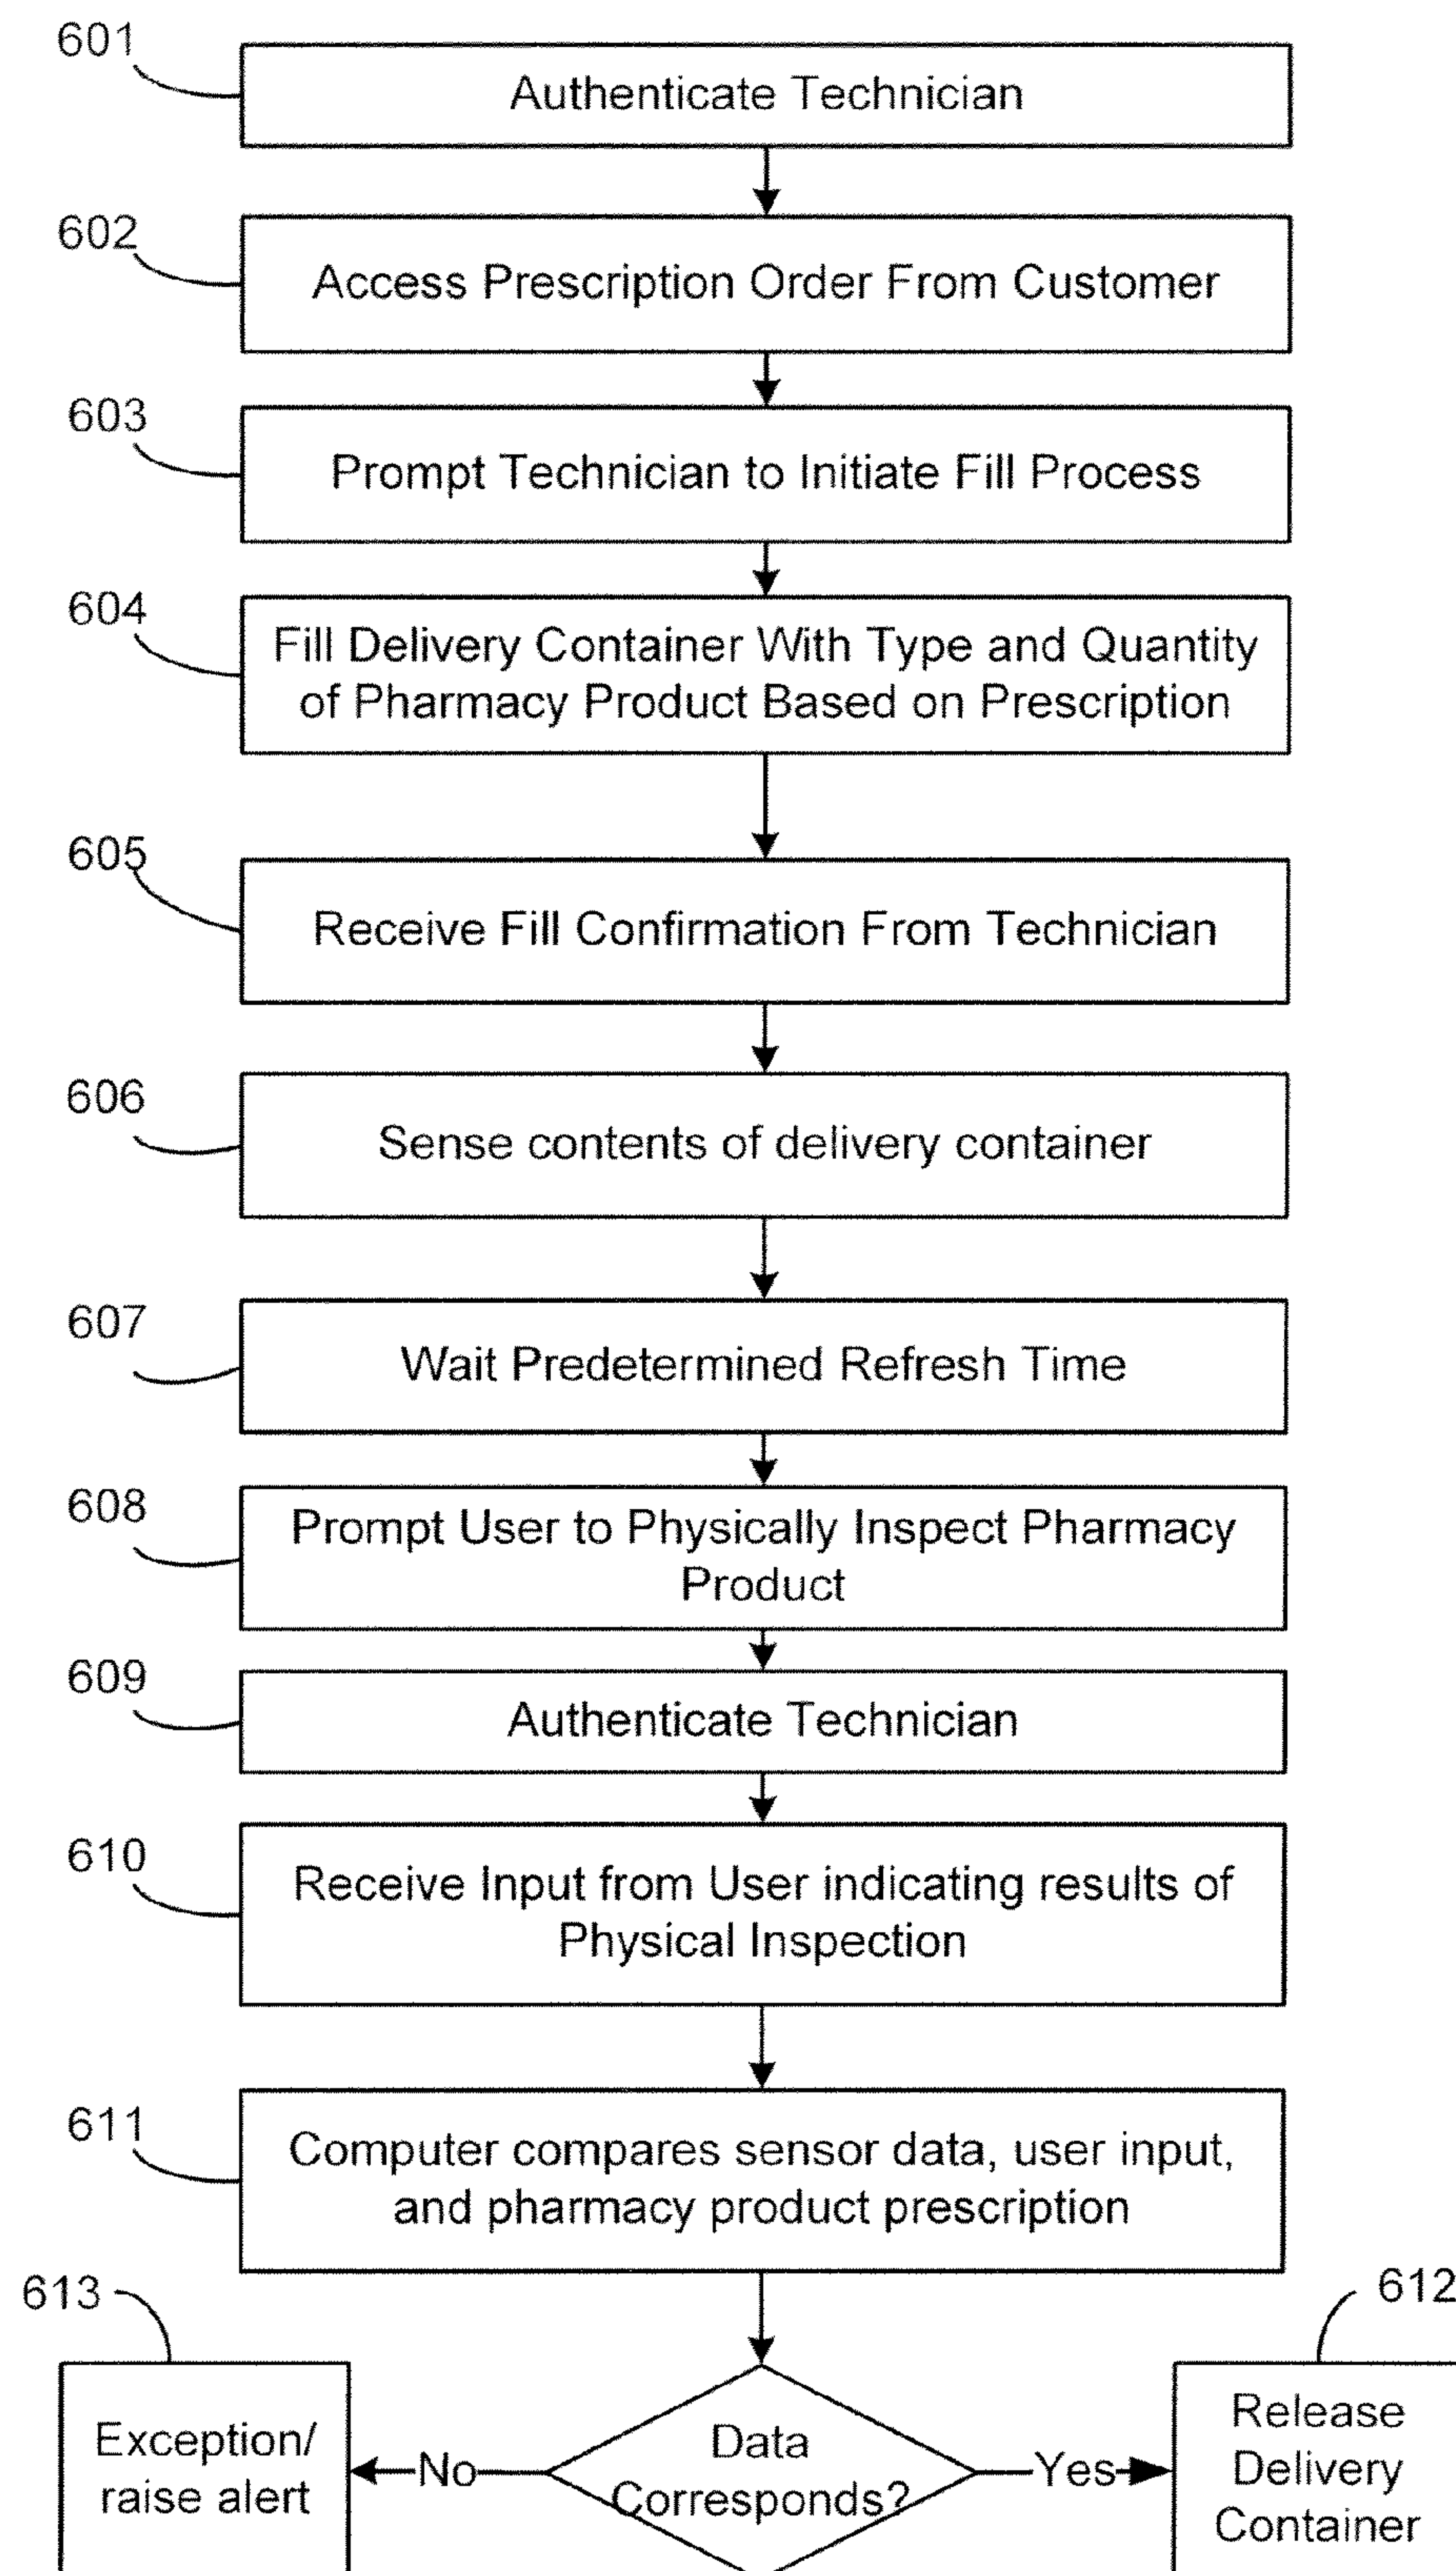 601
Authenticate Technician
602
Access Prescription Order From Customer
603
Prompt Technician to Initiate Fill Process
604
Fill Delivery Container With Type and Quantity
of Pharmacy Product Based on Prescription
605
Receive Fill Confirmation From Technician
606
Sense contents of delivery container
607
Wait Predetermined Refresh Time
608
Prompt User to Physically Inspect Pharmacy
Product
609
Authenticate Technician
610
Receive Input from User indicating results of
Physical Inspection
611
Computer compares sensor data, user input,
and pharmacy product prescription
613
612
Exception/
raise alert
No
Data
Corresponds?
Yes
Release
Delivery
Container